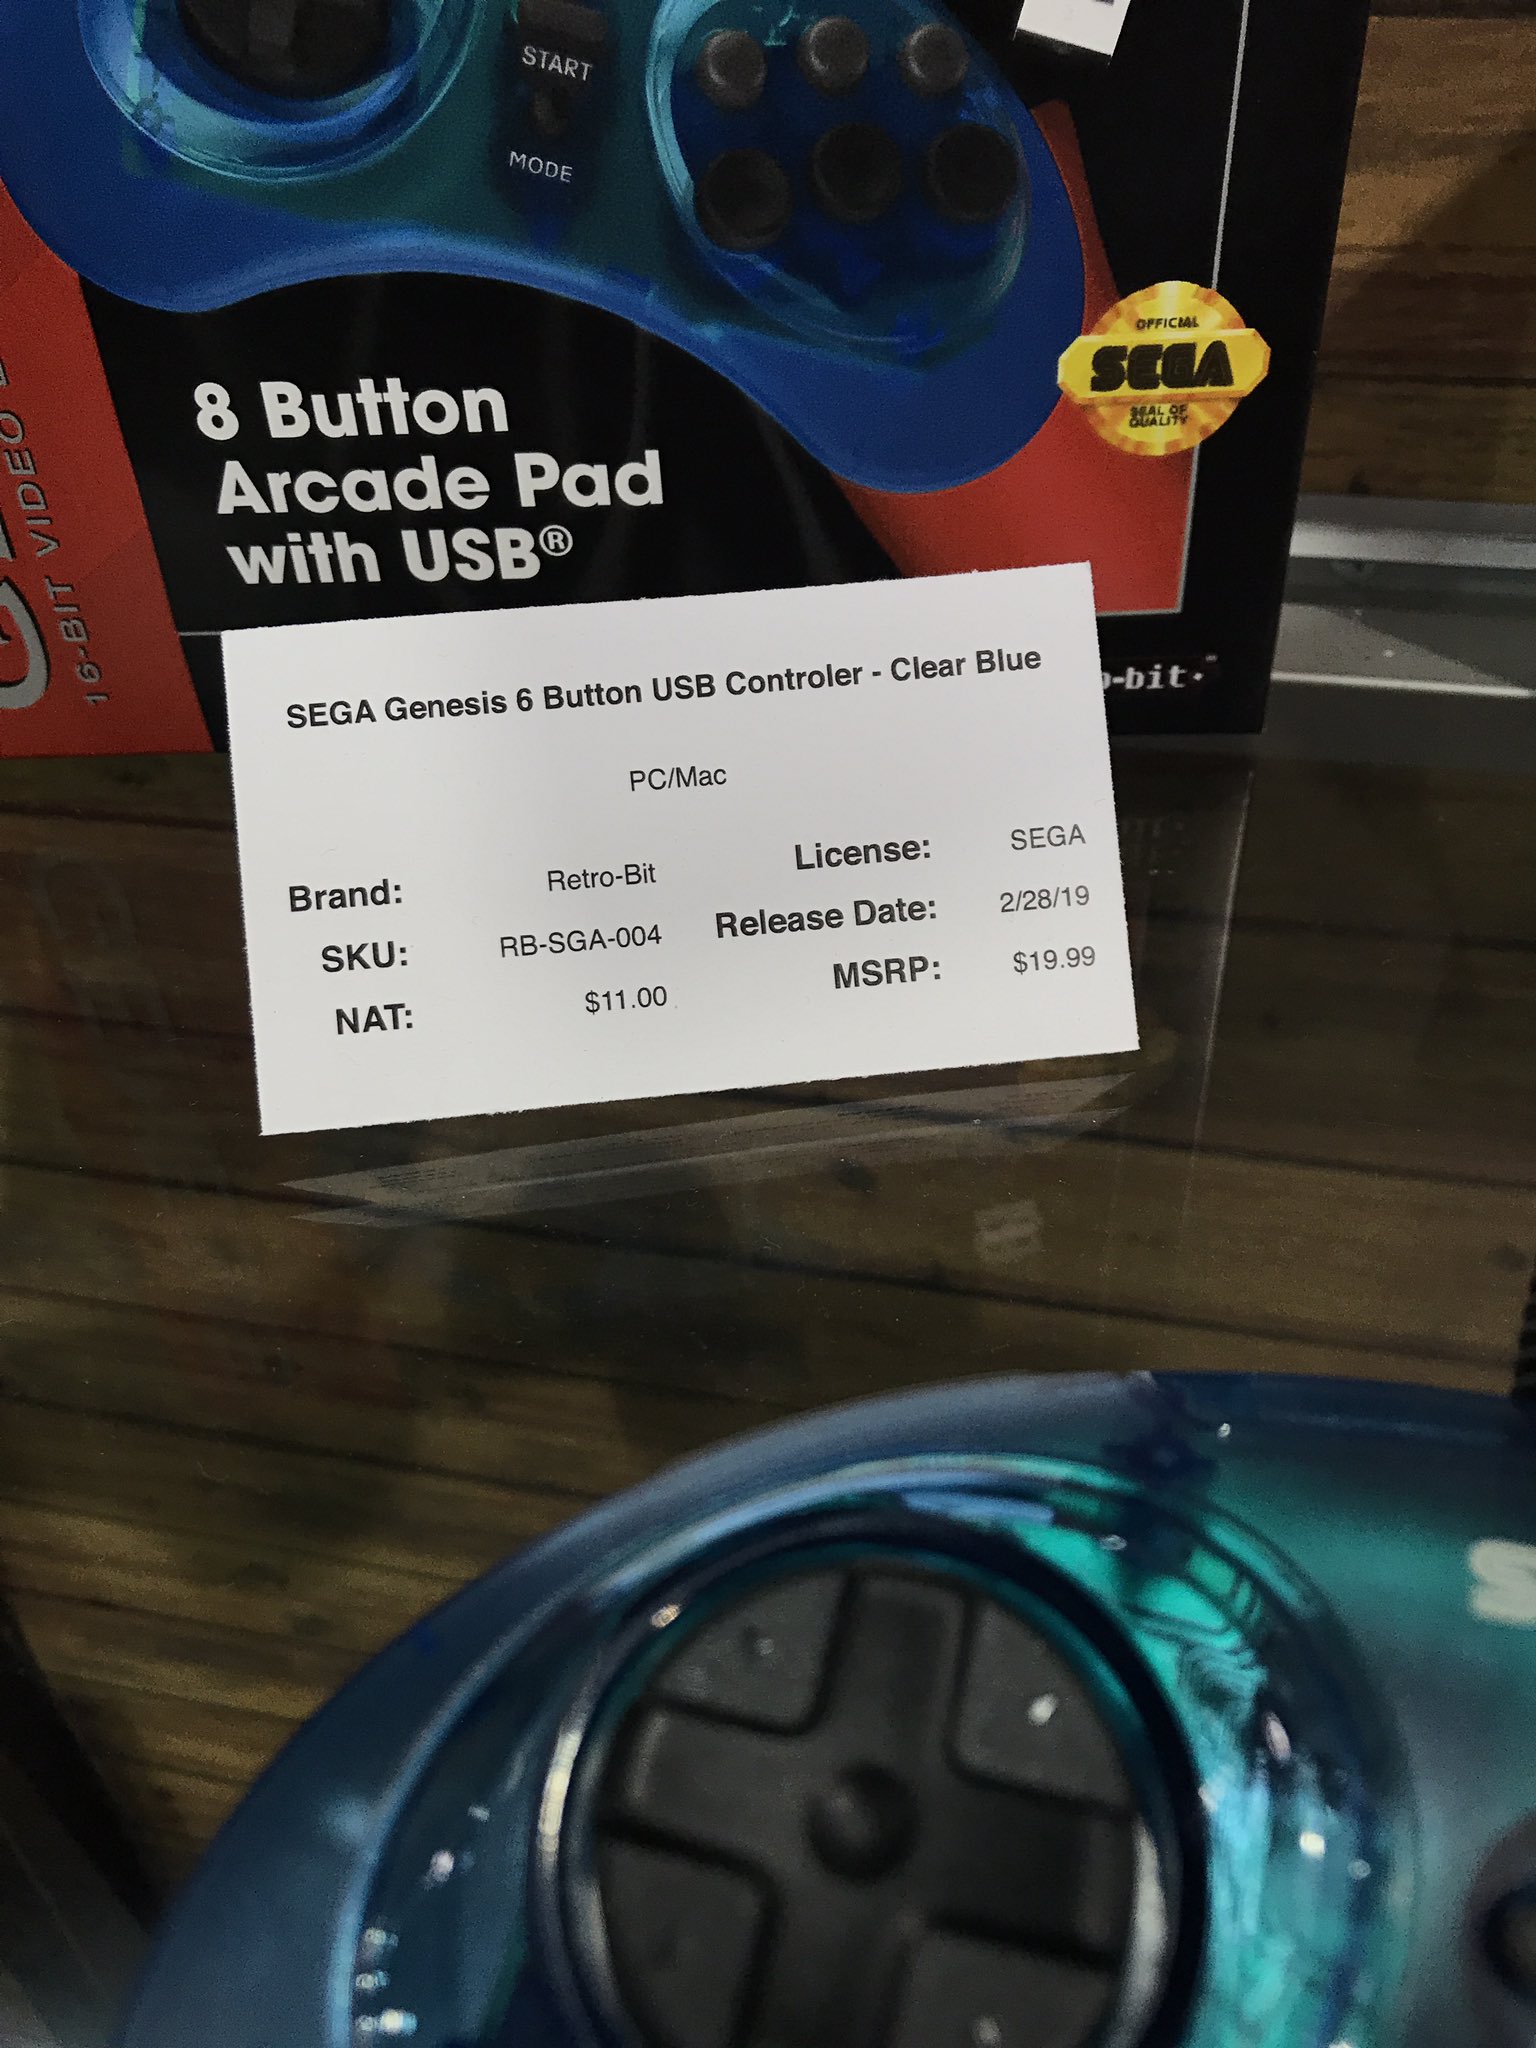 START
MODE
OFFICIAL
SEGA
SEAL OF
QUALITY
8 Button
Arcade Pad
with USB®
16-BIT VIDEO
-bit·
SEGA Genesis 6 Button USB Controler - Clear Blue
PC/Mac
Brand: Retro-Bit License: SEGA
SKU: RB-SGA-004 Release Date: 2/28/19
NAT: $11.00 MSRP: $19.99